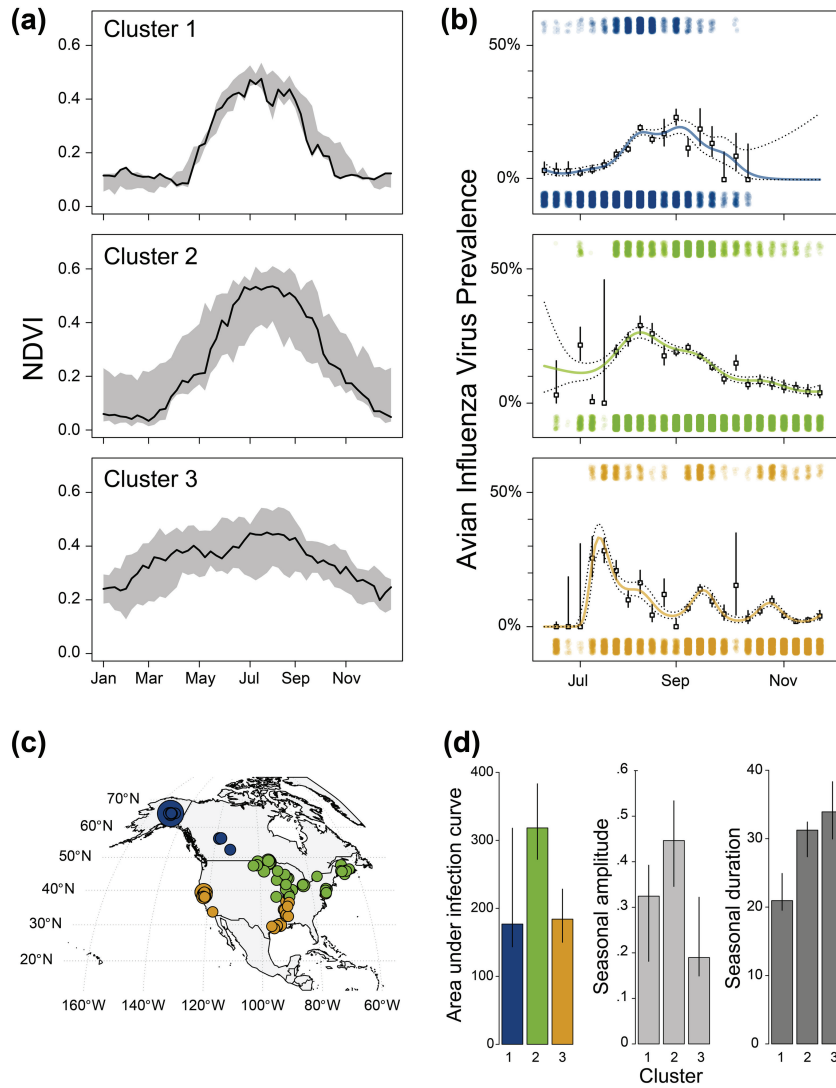 (a)
(b)
Cluster 1
Cluster 2
Cluster 3
NDVI
0.6
0.4
0.2
0.0
0.6
0.4
0.2
0.0
0.6
0.4
0.2
0.0
Jan Mar May Jul Sep Nov
Avian Influenza Virus Prevalence
50%
0%
50%
0%
50%
0%
Jul Sep Nov
(c)
70°N
60°N
50°N
40°N
30°N
20°N
160°W 140°W 120°W 100°W 80°W 60°W
(d)
Area under infection curve
400
300
200
100
0
1 2 3
Seasonal amplitude
.6
.4
.3
.2
.1
0
1 2 3
Seasonal duration
40
30
20
10
0
1 2 3
Cluster